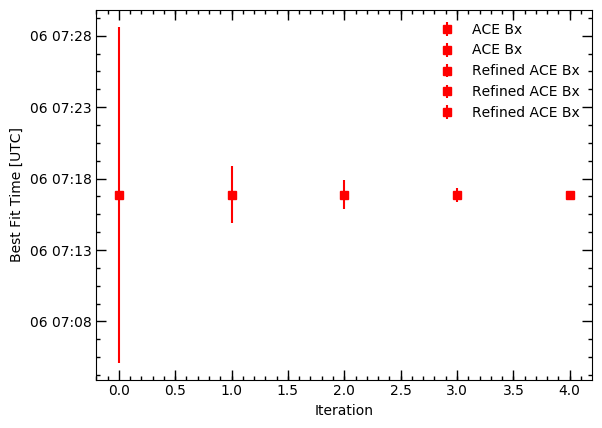 06 07:28
06 07:23
06 07:18
06 07:13
06 07:08
Best Fit Time [UTC]
ACE Bx
ACE Bx
Refined ACE Bx
Refined ACE Bx
Refined ACE Bx
0.0 0.5 1.0 1.5 2.0 2.5 3.0 3.5 4.0
Iteration